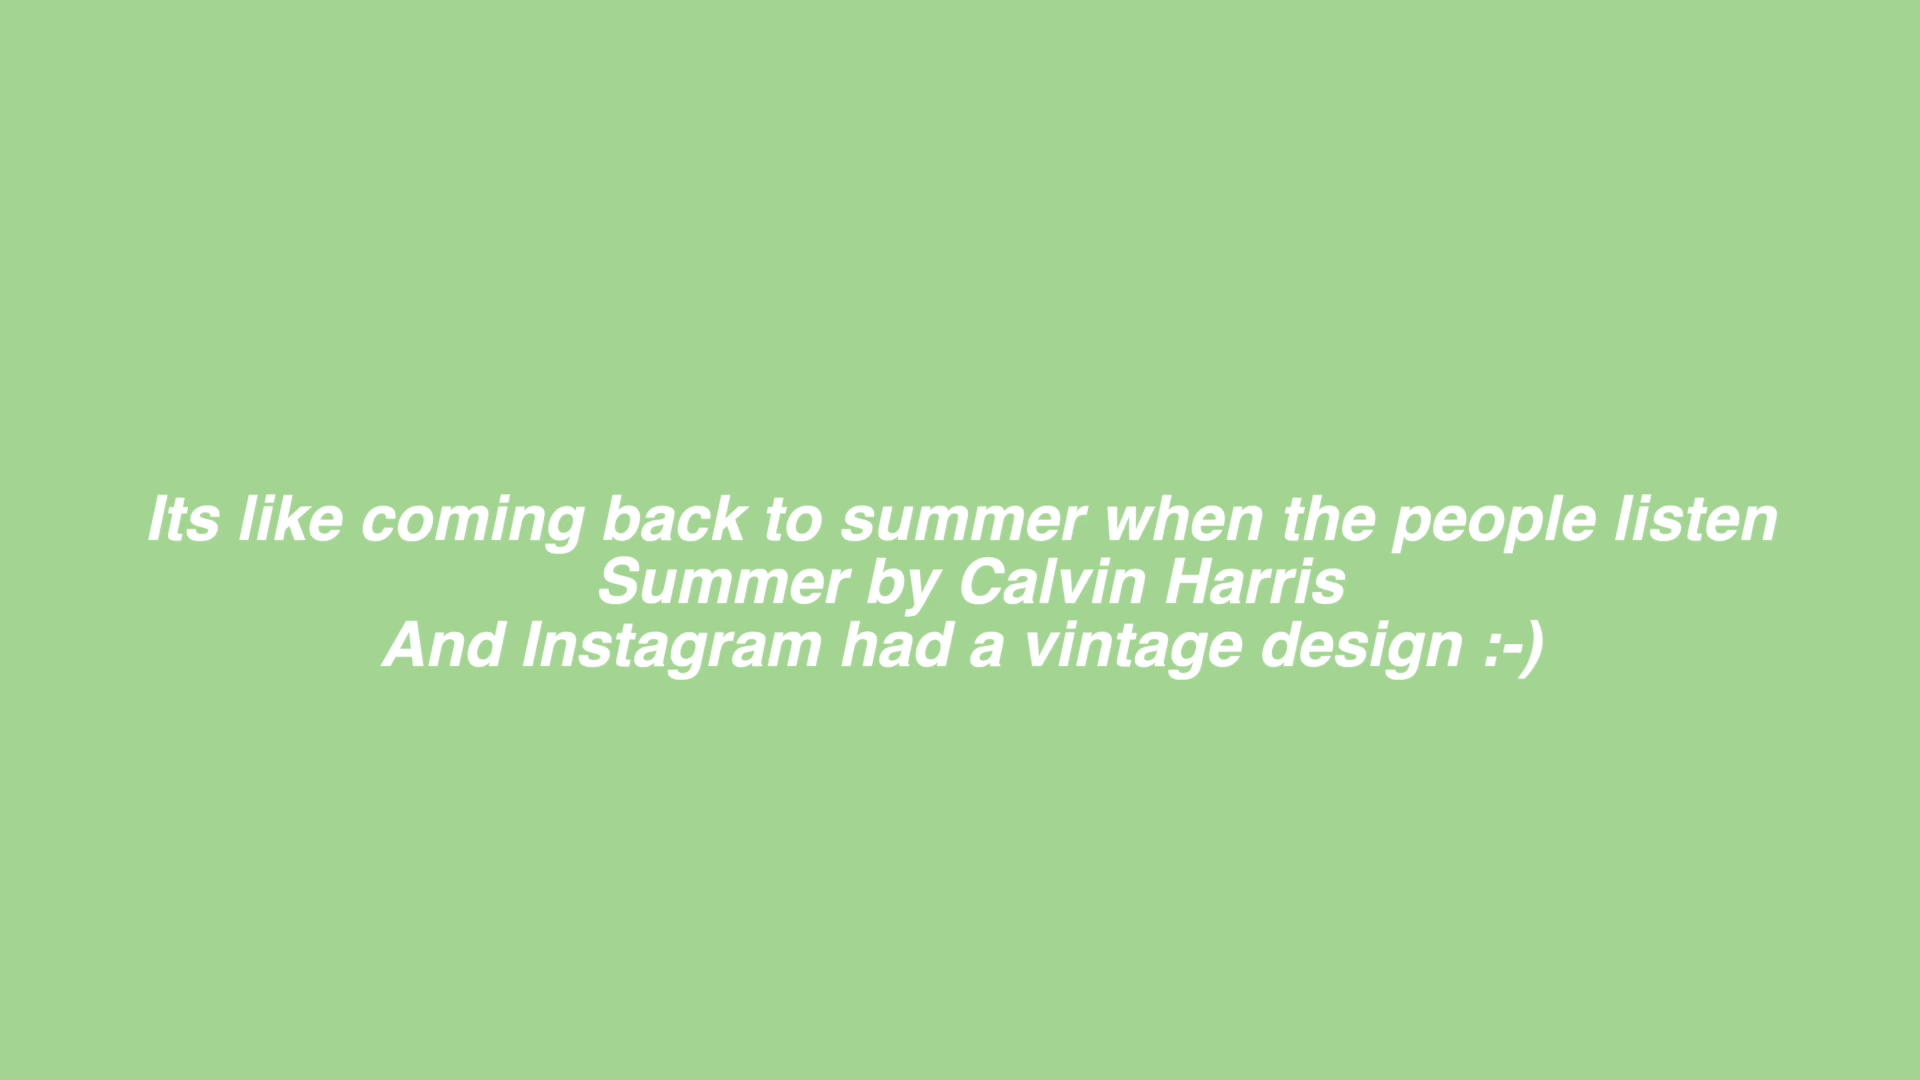 Its like coming back to summer when the people listen
Summer by Calvin Harris
And Instagram had a vintage design :-)